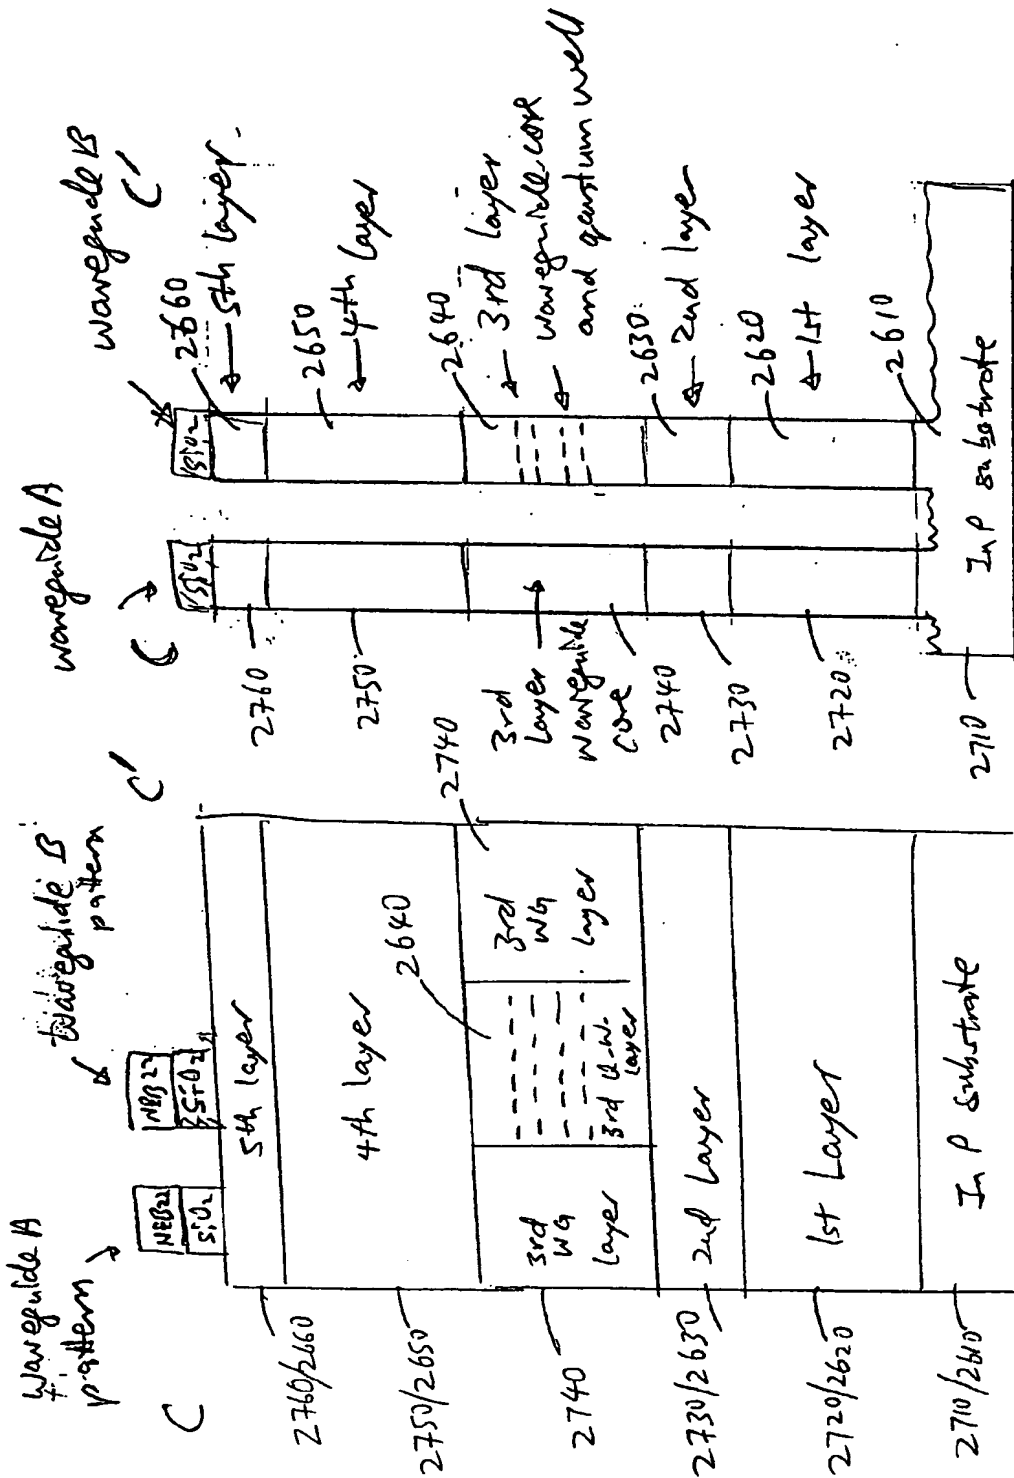 Waveguide A
pattern
C
Waveguide B
pattern
C'
NEB22
SiO2
NEB22
SiO2
5th layer
4th layer
2640
2740
3rd
WG
layer
3rd Q-W.
layer
3rd
WG
layer
2nd Layer
1st Layer
InP substrate
2760/2660
2750/2650
2740
2730/2630
2720/2620
2710/2610
waveguide A
C
waveguide B
C'
SiO2
SiO2
2760
2750
3rd
layer
waveguide
core
2740
2730
2720
2710
2760
5th layer
2650
4th layer
2640
3rd layer
waveguide core
and quantum well
2630
2nd layer
2620
1st layer
2610
InP substrate